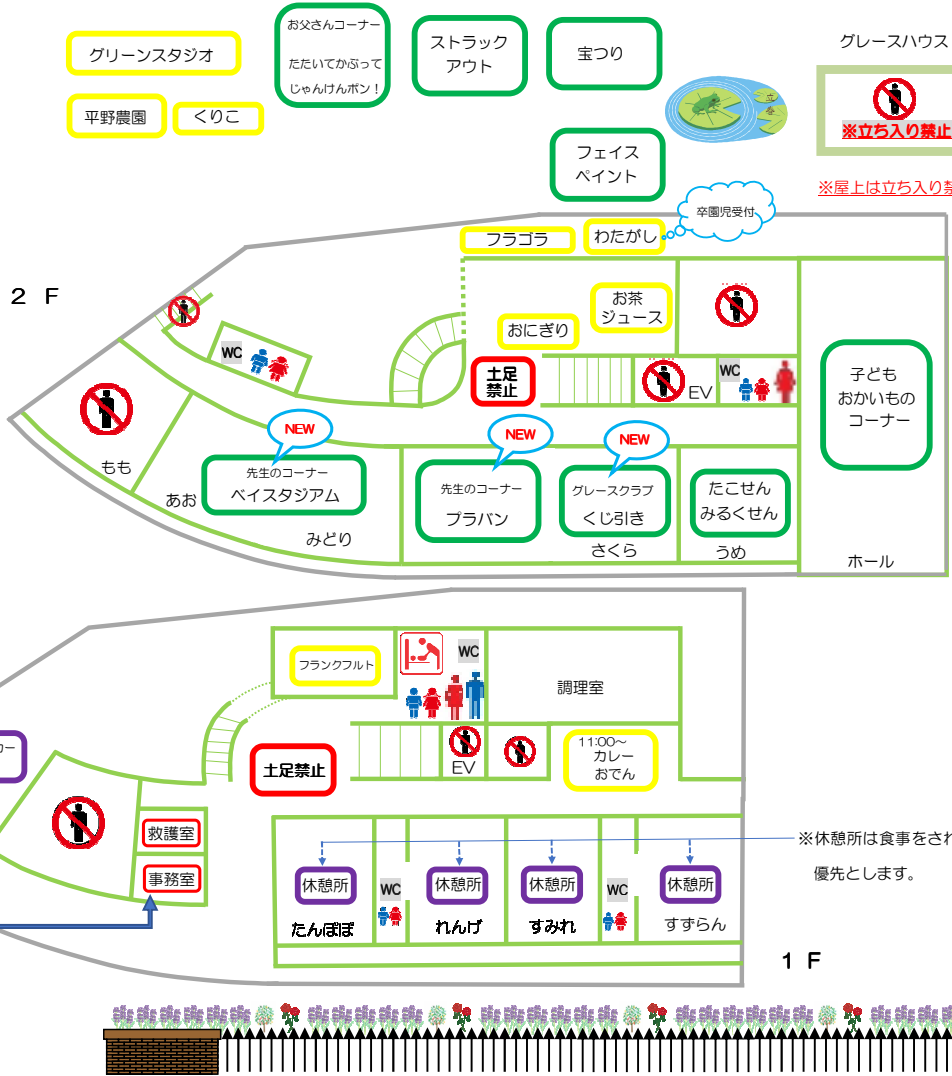 グリーンスタジオ
お父さんコーナー
たたいてかぶって
じゃんけんポン！
ストラック
アウト
宝つり
グレースハウス
平野農園
くりこ
※立ち入り禁止
フェイス
ペイント
※屋上は立ち入り禁
卒園児受付
フラゴラ
わたがし
2 F
お茶
ジュース
おにぎり
WC
土足
禁止
EV
WC
子ども
おかいもの
コーナー
NEW
NEW
NEW
もも
あお
先生のコーナー
ベイスタジアム
みどり
先生のコーナー
プラバン
グレースクラブ
くじ引き
さくら
たこせん
みるくせん
うめ
ホール
フランクフルト
WC
調理室
カー
土足禁止
EV
11:00～
カレー
おでん
救護室
事務室
※休憩所は食事をされ
優先とします。
休憩所
WC
休憩所
休憩所
WC
休憩所
たんぽぽ
れんげ
すみれ
すずらん
1 F